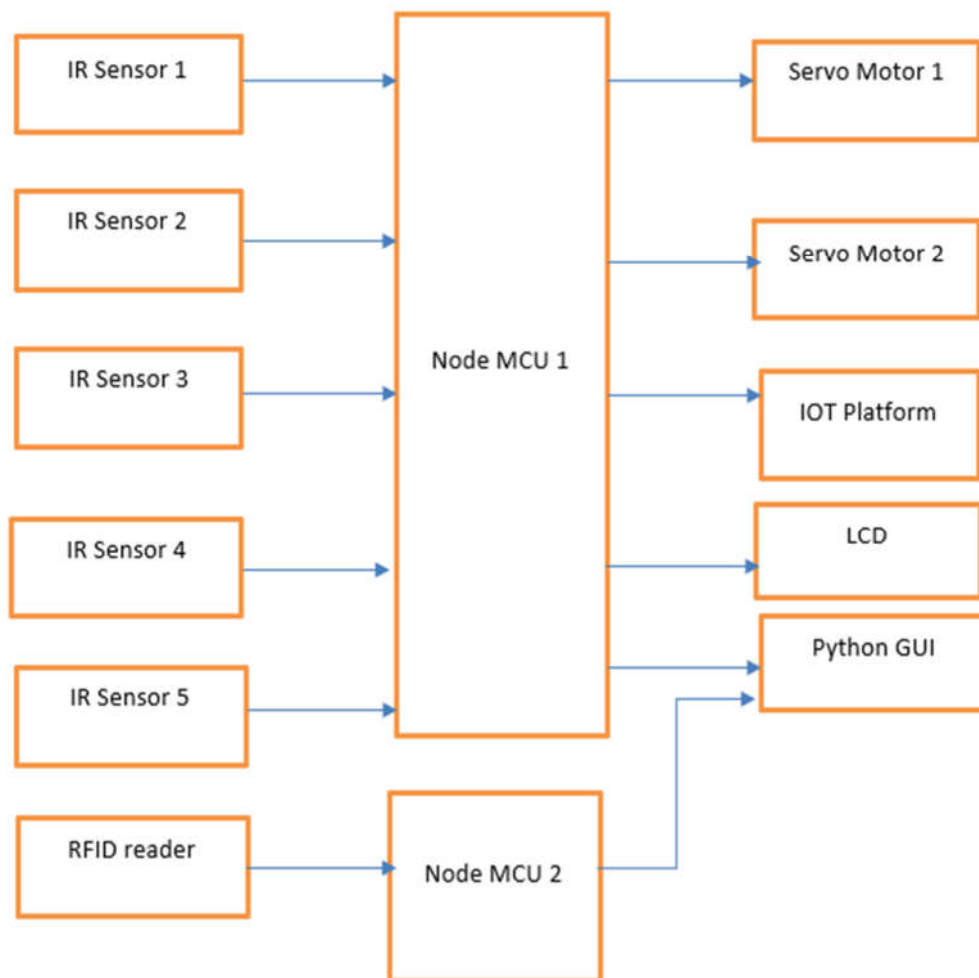 IR Sensor 1
IR Sensor 2
IR Sensor 3
IR Sensor 4
IR Sensor 5
RFID reader
Node MCU 1
Node MCU 2
Servo Motor 1
Servo Motor 2
IOT Platform
LCD
Python GUI